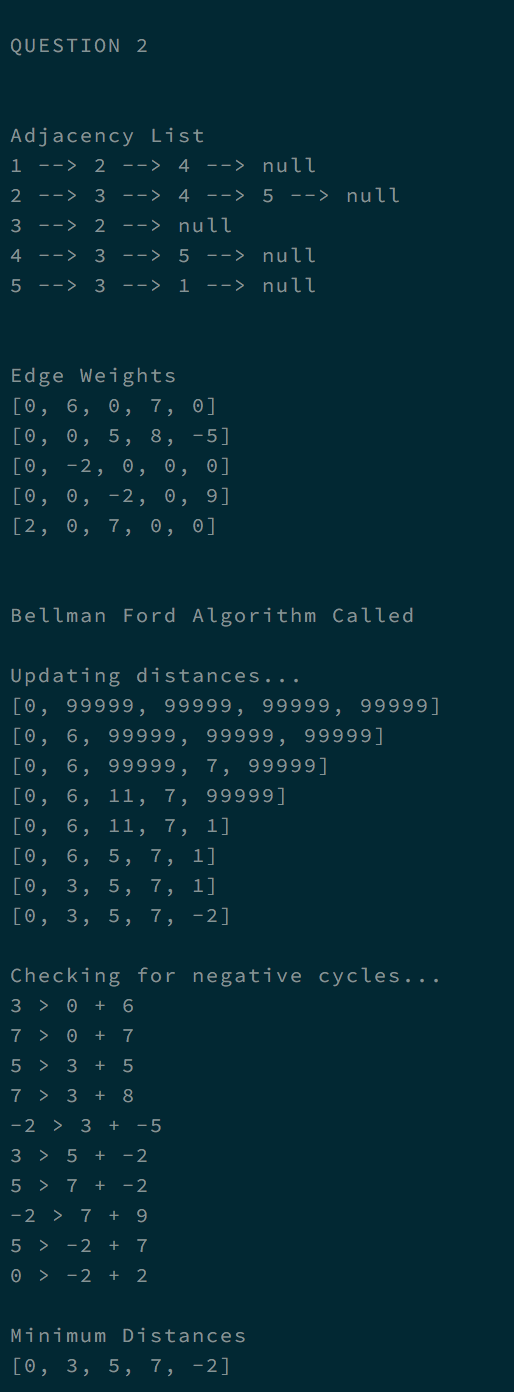 QUESTION 2
Adjacency List
1 --> 2 --> 4 --> null
2 --> 3 --> 4 --> 5 --> null
3 --> 2 --> null
4 --> 3 --> 5 --> null
5 --> 3 --> 1 --> null
Edge Weights
[0, 6, 0, 7, 0]
[0, 0, 5, 8, -5]
[0, -2, 0, 0, 0]
[0, 0, -2, 0, 9]
[2, 0, 7, 0, 0]
Bellman Ford Algorithm Called
Updating distances...
[0, 99999, 99999, 99999, 99999]
[0, 6, 99999, 99999, 99999]
[0, 6, 99999, 7, 99999]
[0, 6, 11, 7, 99999]
[0, 6, 11, 7, 1]
[0, 6, 5, 7, 1]
[0, 3, 5, 7, 1]
[0, 3, 5, 7, -2]
Checking for negative cycles...
3 > 0 + 6
7 > 0 + 7
5 > 3 + 5
7 > 3 + 8
-2 > 3 + -5
3 > 5 + -2
5 > 7 + -2
-2 > 7 + 9
5 > -2 + 7
0 > -2 + 2
Minimum Distances
[0, 3, 5, 7, -2]